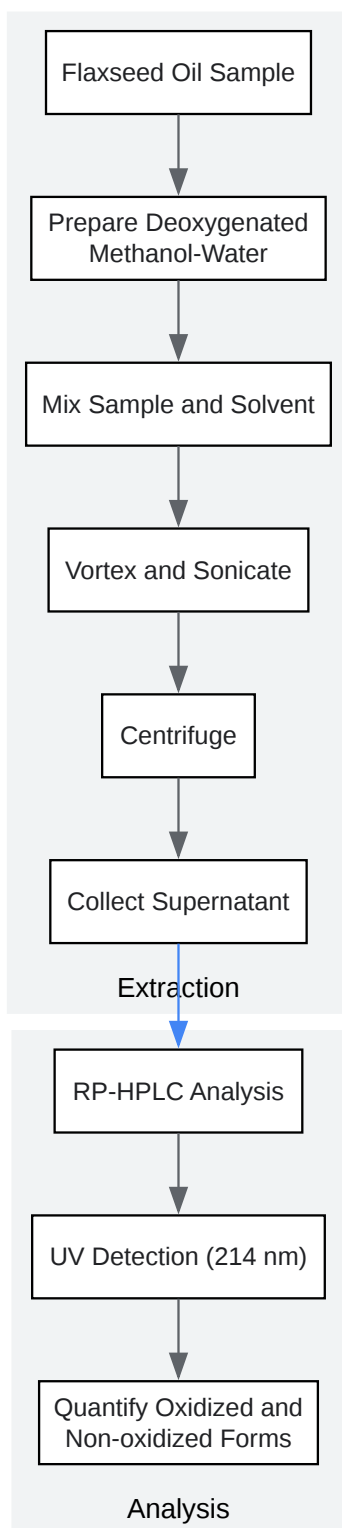 Flaxseed Oil Sample
Prepare Deoxygenated
Methanol-Water
Mix Sample and Solvent
Vortex and Sonicate
Centrifuge
Collect Supernatant
Extraction
RP-HPLC Analysis
UV Detection (214 nm)
Quantify Oxidized and
Non-oxidized Forms
Analysis